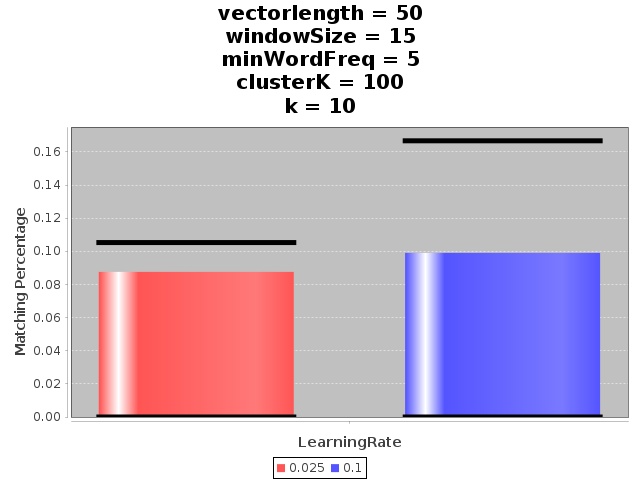 vectorlength = 50
windowSize = 15
minWordFreq = 5
clusterK = 100
k = 10
Matching Percentage
0.16
0.14
0.12
0.10
0.08
0.06
0.04
0.02
0.00
LearningRate
0.025 0.1